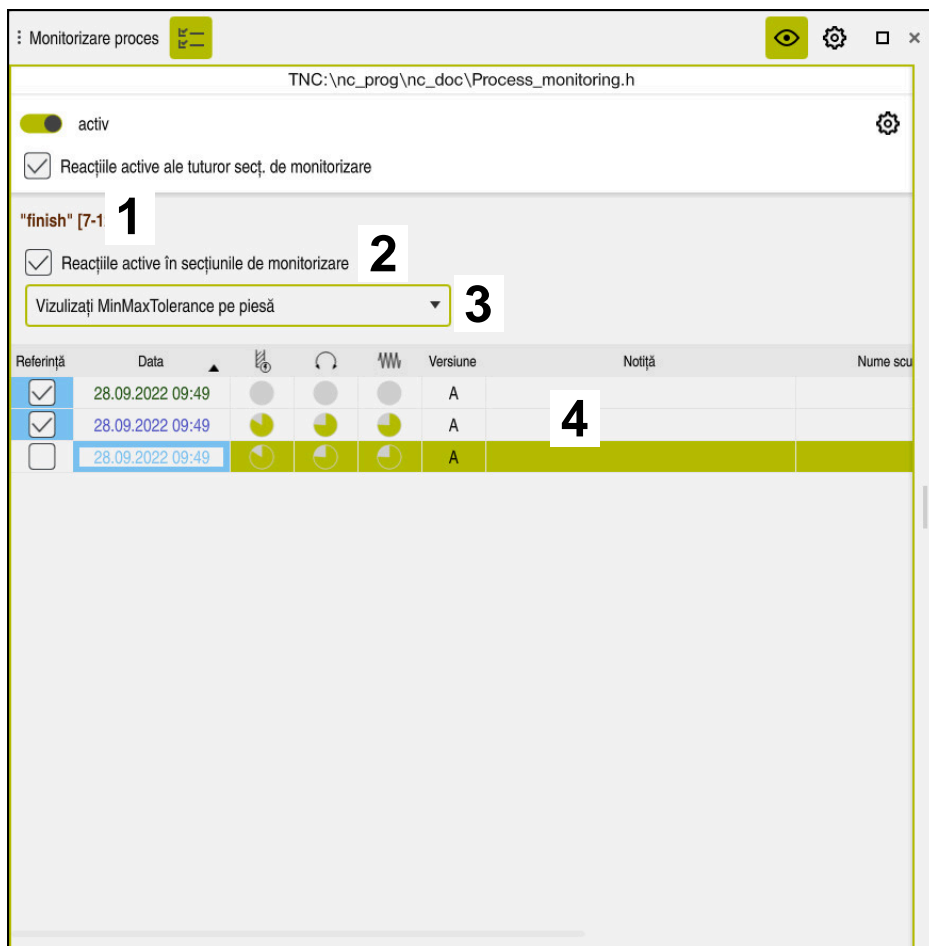 Monitorizare proces
TNC:\nc_prog\nc_doc\Process_monitoring.h
activ
Reacțiile active ale tuturor secț. de monitorizare
"finish" [7-1
1
Reacțiile active în secțiunile de monitorizare
2
Vizulizați MinMaxTolerance pe piesă
3
Referință Data Versiune Notiță Nume scu
28.09.2022 09:49 A
28.09.2022 09:49 A
4
28.09.2022 09:49 A